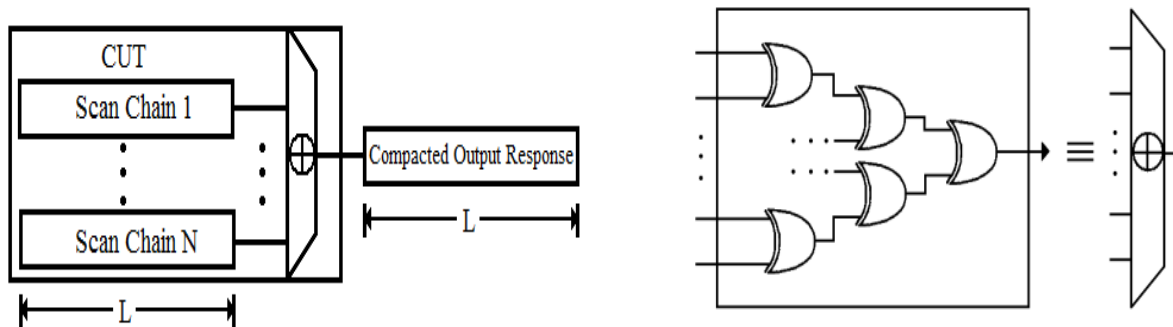 CUT
Scan Chain 1
Scan Chain N
L
Compacted Output Response
L